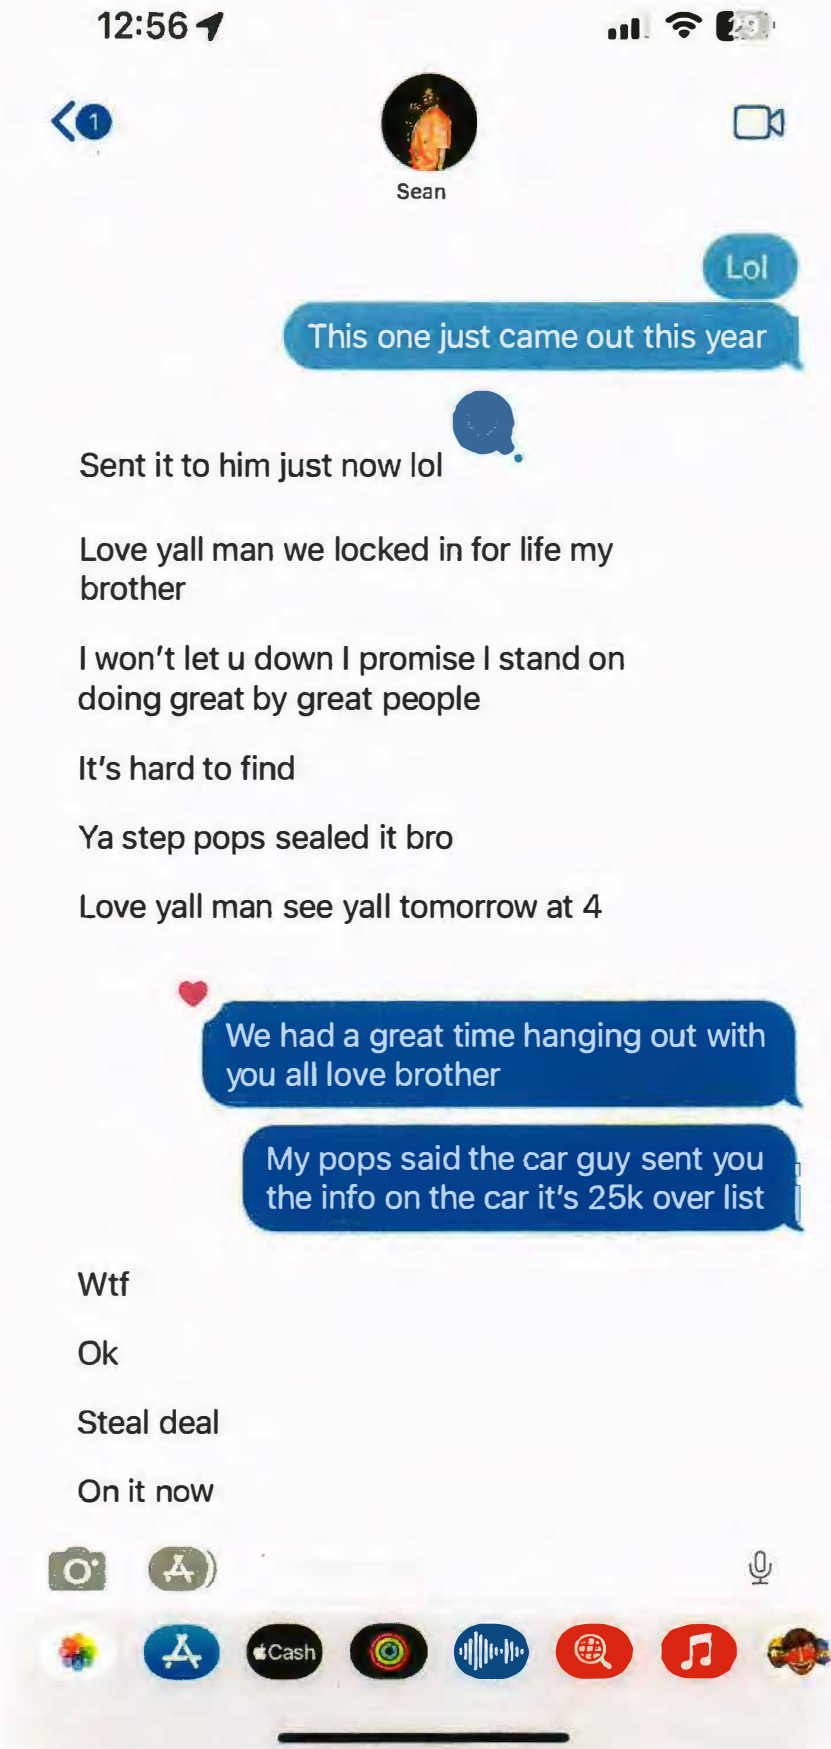 12:56
1
Sean
Lol
This one just came out this year
Sent it to him just now lol
Love yall man we locked in for life my
brother
I won't let u down I promise I stand on
doing great by great people
It's hard to find
Ya step pops sealed it bro
Love yall man see yall tomorrow at 4
We had a great time hanging out with
you all love brother
My pops said the car guy sent you
the info on the car it's 25k over list
Wtf
Ok
Steal deal
On it now
Cash